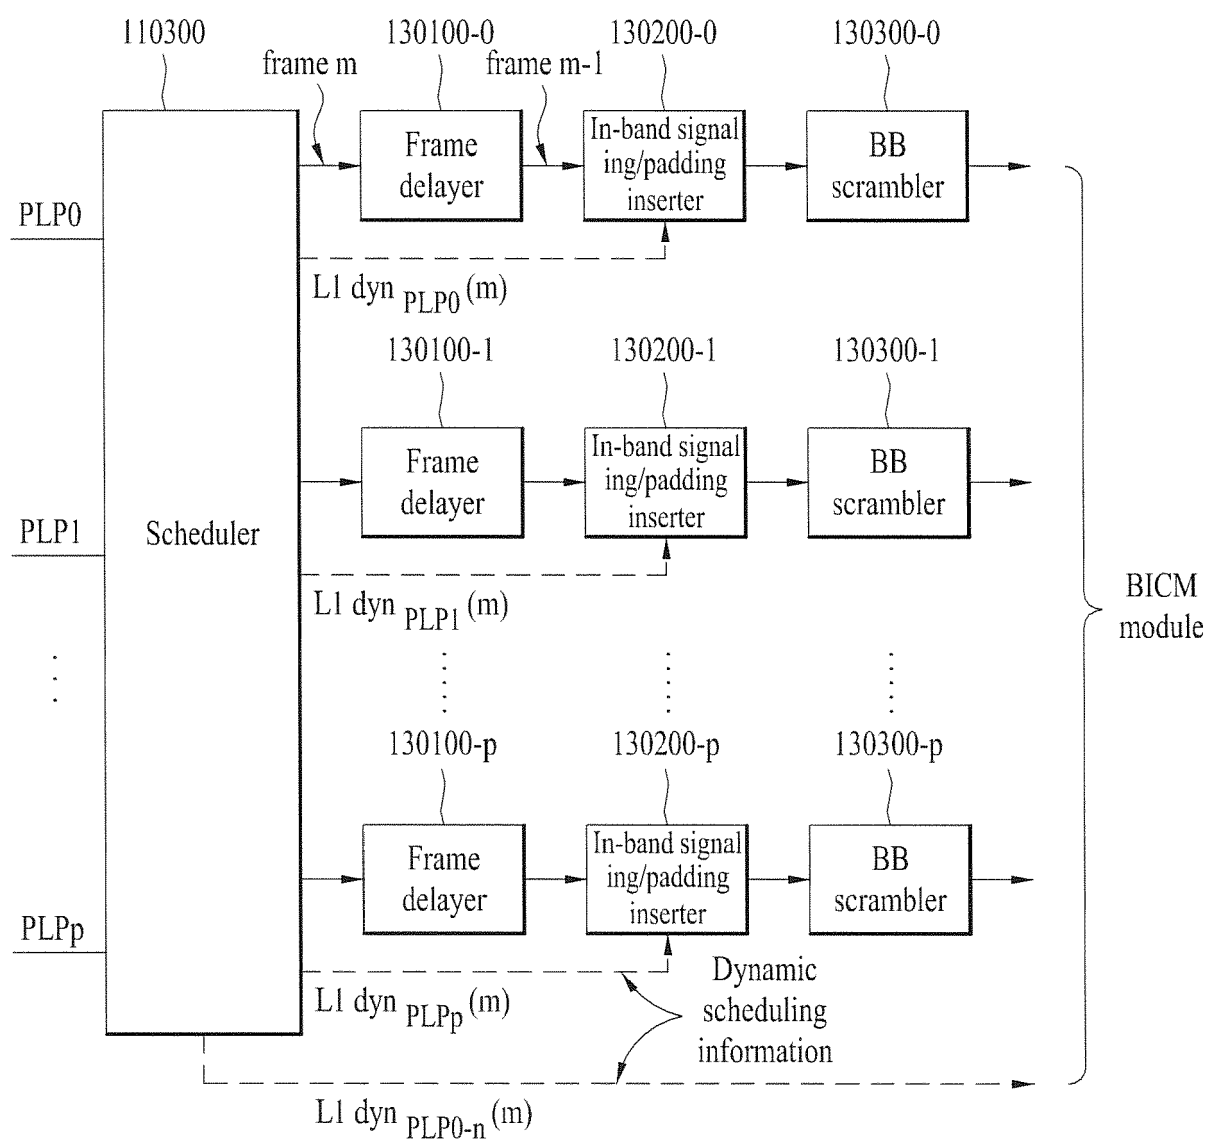 110300
130100-0
130200-0
130300-0
frame m
frame m-1
Frame
delayer
In-band signal
ing/padding
inserter
BB
scrambler
PLP0
L1 dyn PLP0 (m)
130100-1
130200-1
130300-1
Frame
delayer
In-band signal
ing/padding
inserter
BB
scrambler
PLP1
Scheduler
L1 dyn PLP1 (m)
BICM
module
130100-p
130200-p
130300-p
Frame
delayer
In-band signal
ing/padding
inserter
BB
scrambler
PLPp
L1 dyn PLPp (m)
Dynamic
scheduling
information
L1 dyn PLP0-n (m)